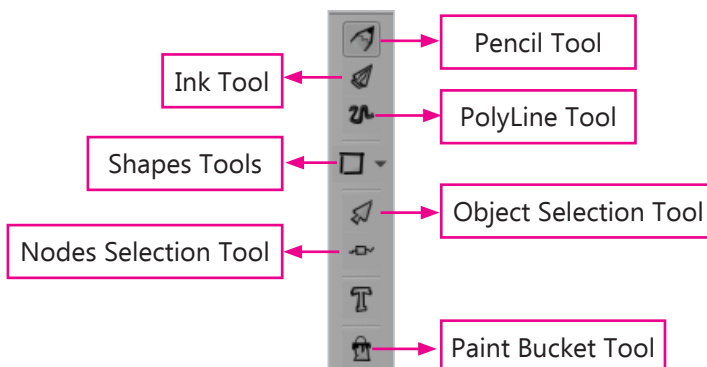 Pencil Tool
Ink Tool
PolyLine Tool
Shapes Tools
Object Selection Tool
Nodes Selection Tool
T
Paint Bucket Tool